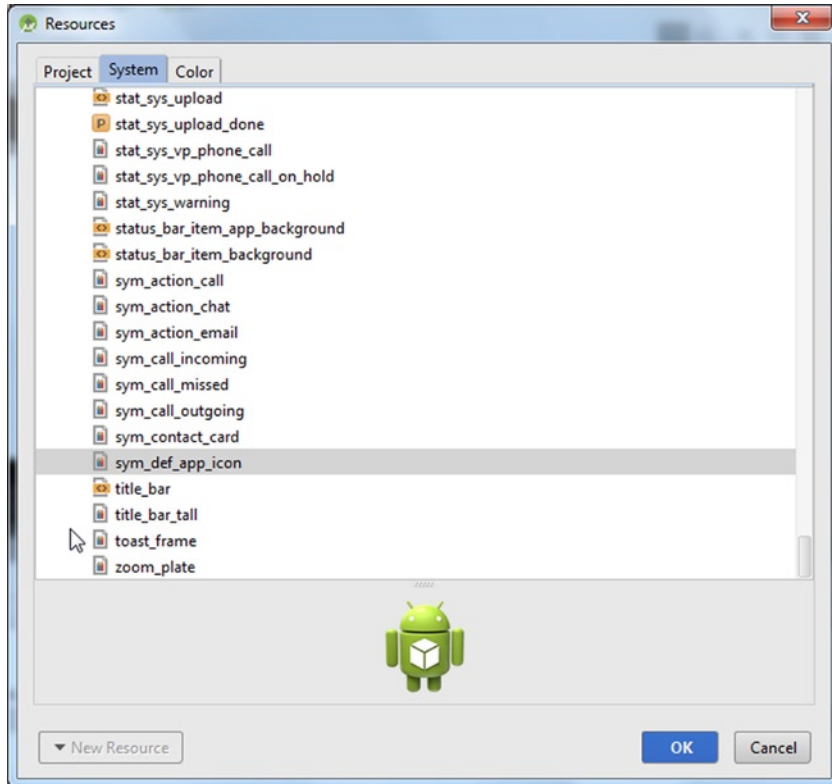 Resources
Project System Color
stat_sys_upload
P stat_sys_upload_done
stat_sys_vp_phone_call
stat_sys_vp_phone_call_on_hold
stat_sys_warning
status_bar_item_app_background
status_bar_item_background
sym_action_call
sym_action_chat
sym_action_email
sym_call_incoming
sym_call_missed
sym_call_outgoing
sym_contact_card
sym_def_app_icon
title_bar
title_bar_tall
toast_frame
zoom_plate
New Resource OK Cancel